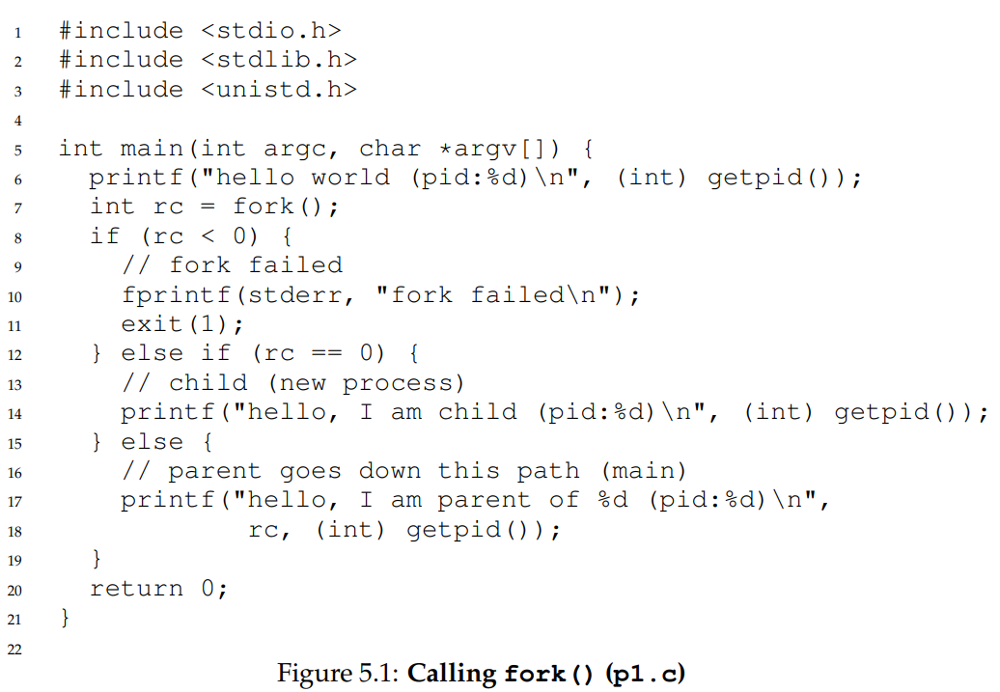 1 #include <stdio.h>
2 #include <stdlib.h>
3 #include <unistd.h>
4
5 int main(int argc, char *argv[]) {
6   printf("hello world (pid:%d)\n", (int) getpid());
7   int rc = fork();
8   if (rc < 0) {
9     // fork failed
10     fprintf(stderr, "fork failed\n");
11     exit(1);
12   } else if (rc == 0) {
13     // child (new process)
14     printf("hello, I am child (pid:%d)\n", (int) getpid());
15   } else {
16     // parent goes down this path (main)
17     printf("hello, I am parent of %d (pid:%d)\n",
18             rc, (int) getpid());
19   }
20   return 0;
21 }
22
Figure 5.1: Calling fork() (p1.c)